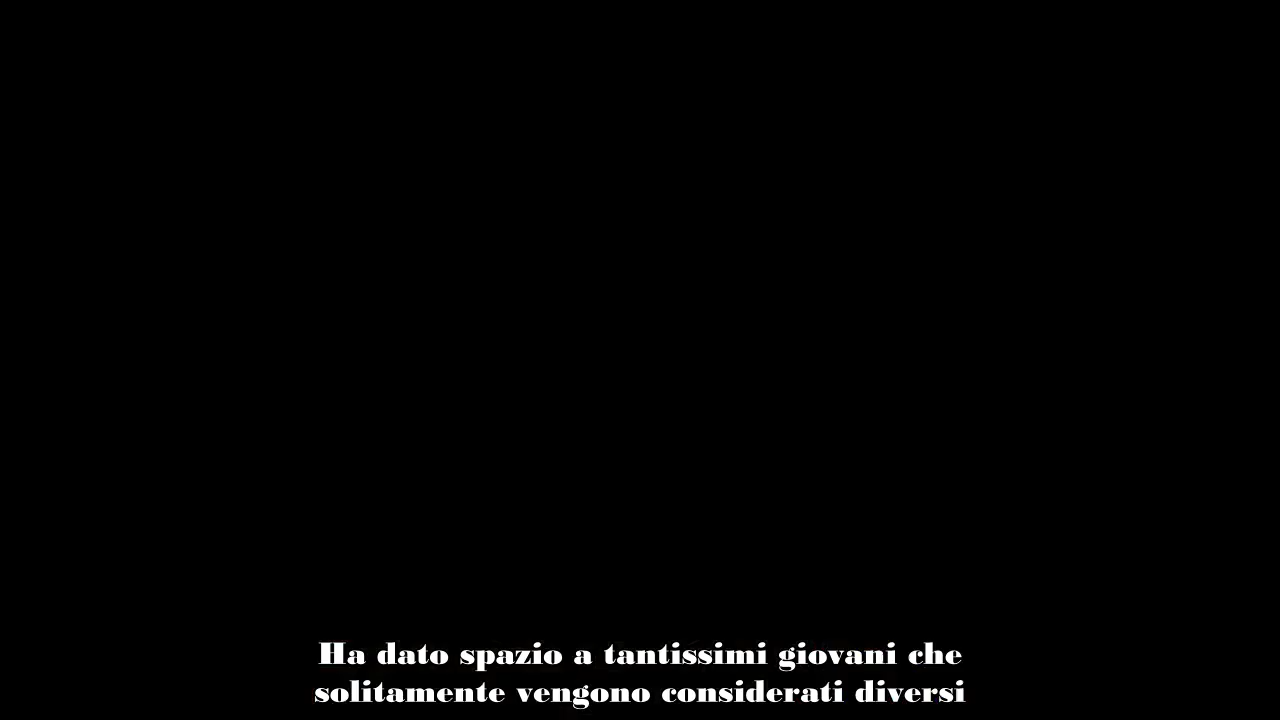 Ha dato spazio a tantissimi giovani che
solitamente vengono considerati diversi